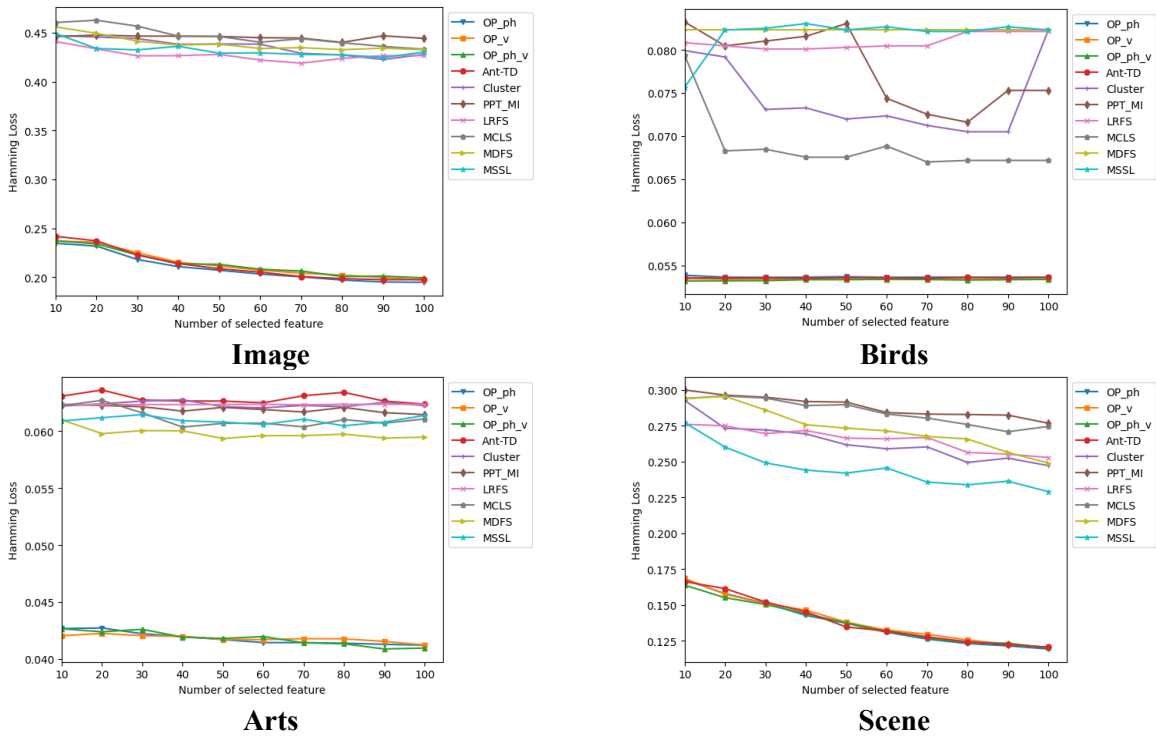 Hamming Loss
0.45
0.40
0.35
0.30
0.25
0.20
10 20 30 40 50 60 70 80 90 100
Number of selected feature
OP_ph
OP_v
OP_ph_v
Ant-TD
Cluster
PPT_MI
LRFS
MCLS
MDFS
MSSL
Image
Hamming Loss
0.080
0.075
0.070
0.065
0.060
0.055
10 20 30 40 50 60 70 80 90 100
Number of selected feature
OP_ph
OP_v
OP_ph_v
Ant-TD
Cluster
PPT_MI
LRFS
MCLS
MDFS
MSSL
Birds
Hamming Loss
0.060
0.055
0.050
0.045
0.040
10 20 30 40 50 60 70 80 90 100
Number of selected feature
OP_ph
OP_v
OP_ph_v
Ant-TD
Cluster
PPT_MI
LRFS
MCLS
MDFS
MSSL
Arts
Hamming Loss
0.300
0.275
0.250
0.225
0.200
0.175
0.150
0.125
10 20 30 40 50 60 70 80 90 100
Number of selected feature
OP_ph
OP_v
OP_ph_v
Ant-TD
Cluster
PPT_MI
LRFS
MCLS
MDFS
MSSL
Scene